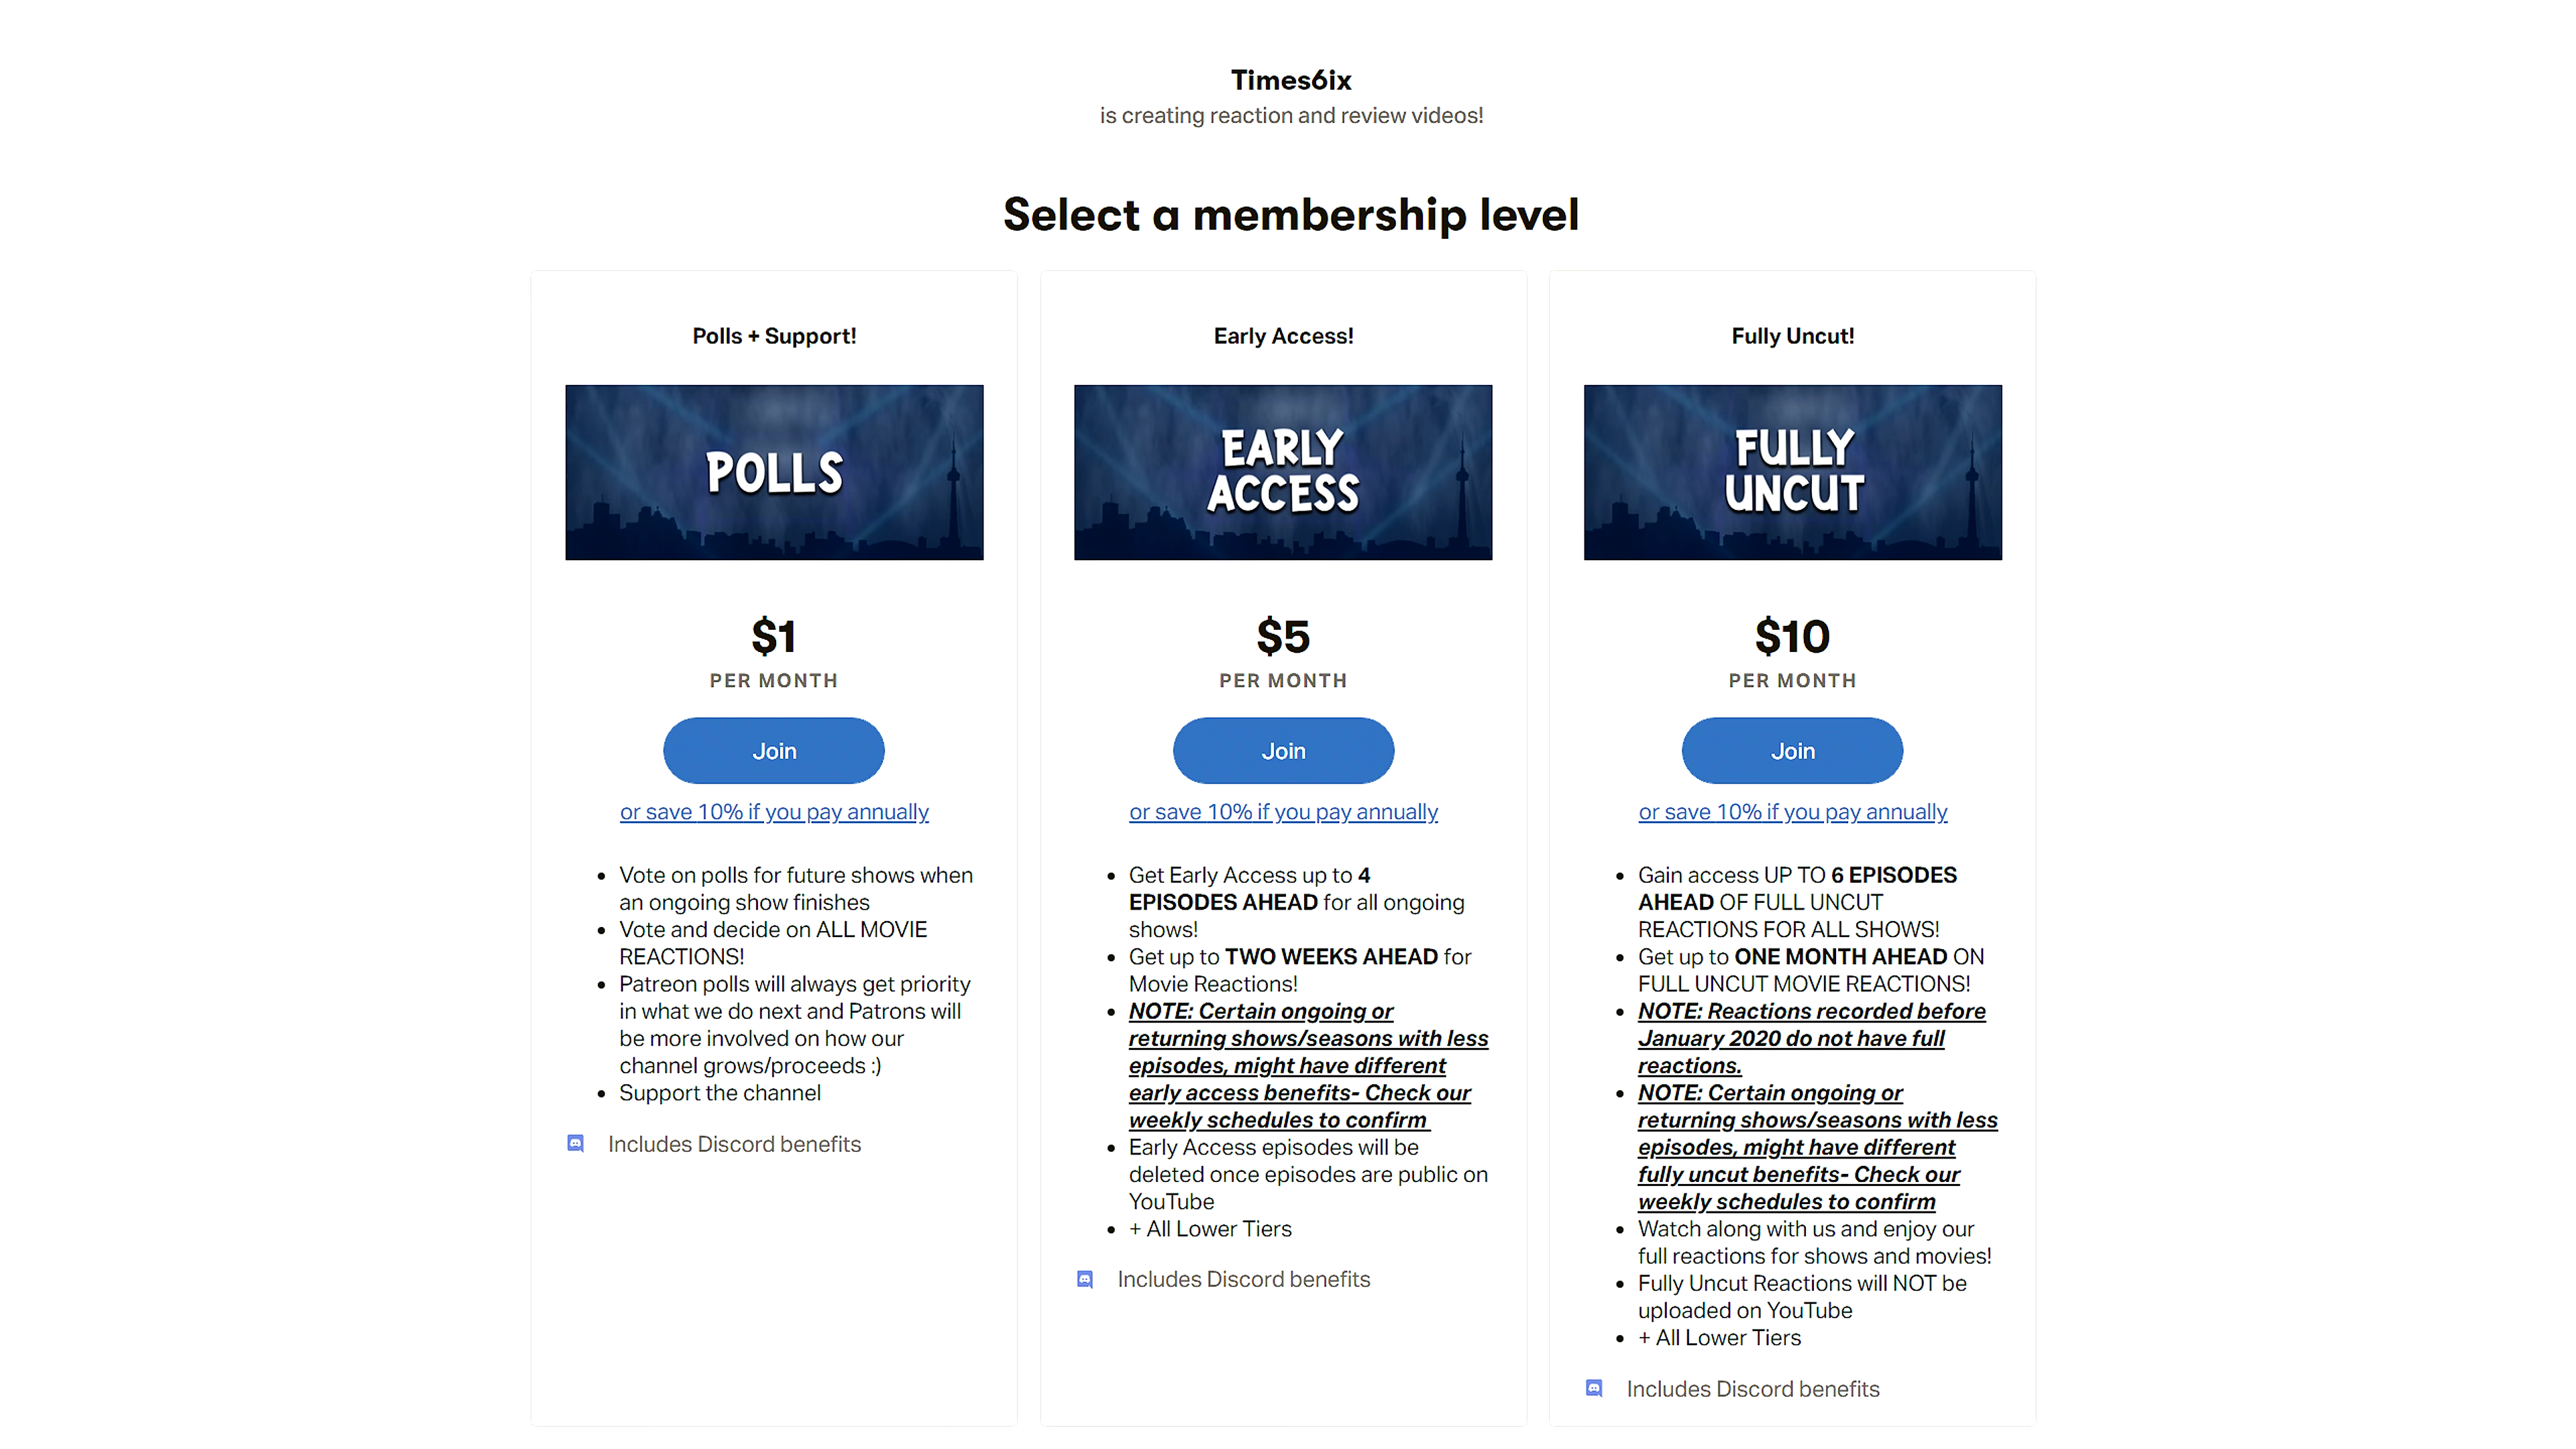 Times6ix
is creating reaction and review videos!
Select a membership level
Polls + Support!
POLLS
$1
PER MONTH
Join
or save 10% if you pay annually
Vote on polls for future shows when
an ongoing show finishes
Vote and decide on ALL MOVIE
REACTIONS!
Patreon polls will always get priority
in what we do next and Patrons will
be more involved on how our
channel grows/proceeds :)
Support the channel
Includes Discord benefits
Early Access!
EARLY
ACCESS
$5
PER MONTH
Join
or save 10% if you pay annually
Get Early Access up to 4
EPISODES AHEAD for all ongoing
shows!
Get up to TWO WEEKS AHEAD for
Movie Reactions!
NOTE: Certain ongoing or
returning shows/seasons with less
episodes, might have different
early access benefits- Check our
weekly schedules to confirm
Early Access episodes will be
deleted once episodes are public on
YouTube
+ All Lower Tiers
Includes Discord benefits
Fully Uncut!
FULLY
UNCUT
$10
PER MONTH
Join
or save 10% if you pay annually
Gain access UP TO 6 EPISODES
AHEAD OF FULL UNCUT
REACTIONS FOR ALL SHOWS!
Get up to ONE MONTH AHEAD ON
FULL UNCUT MOVIE REACTIONS!
NOTE: Reactions recorded before
January 2020 do not have full
reactions.
NOTE: Certain ongoing or
returning shows/seasons with less
episodes, might have different
fully uncut benefits- Check our
weekly schedules to confirm
Watch along with us and enjoy our
full reactions for shows and movies!
Fully Uncut Reactions will NOT be
uploaded on YouTube
+ All Lower Tiers
Includes Discord benefits